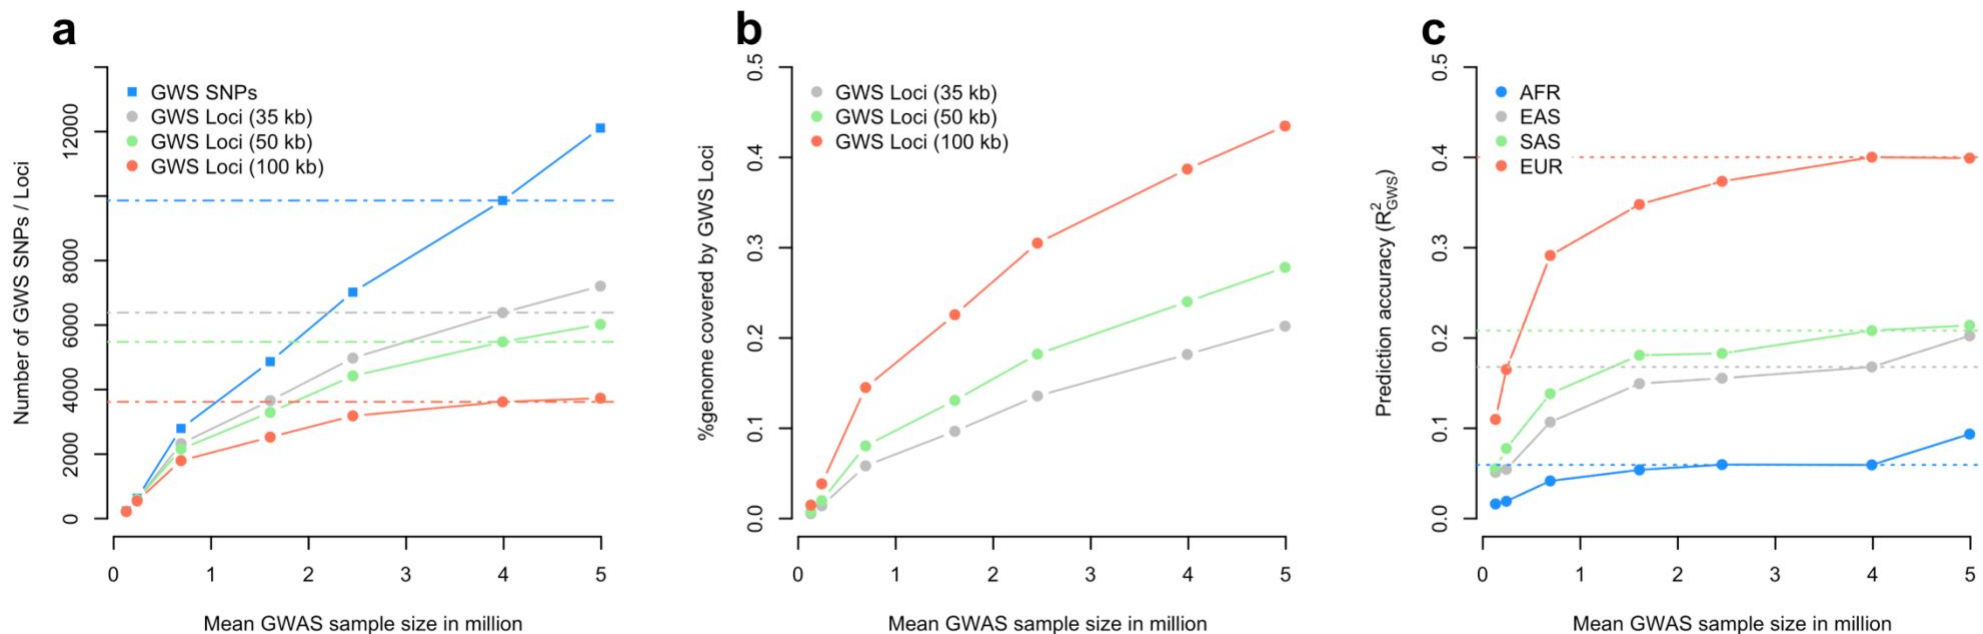 a
Number of GWS SNPs / Loci
0
2000
4000
6000
8000
12000
GWS SNPs
GWS Loci (35 kb)
GWS Loci (50 kb)
GWS Loci (100 kb)
0 1 2 3 4 5
Mean GWAS sample size in million
b
%genome covered by GWS Loci
0.0
0.1
0.2
0.3
0.4
0.5
GWS Loci (35 kb)
GWS Loci (50 kb)
GWS Loci (100 kb)
0 1 2 3 4 5
Mean GWAS sample size in million
c
Prediction accuracy (R²GWS)
0.0
0.1
0.2
0.3
0.4
0.5
AFR
EAS
SAS
EUR
0 1 2 3 4 5
Mean GWAS sample size in million